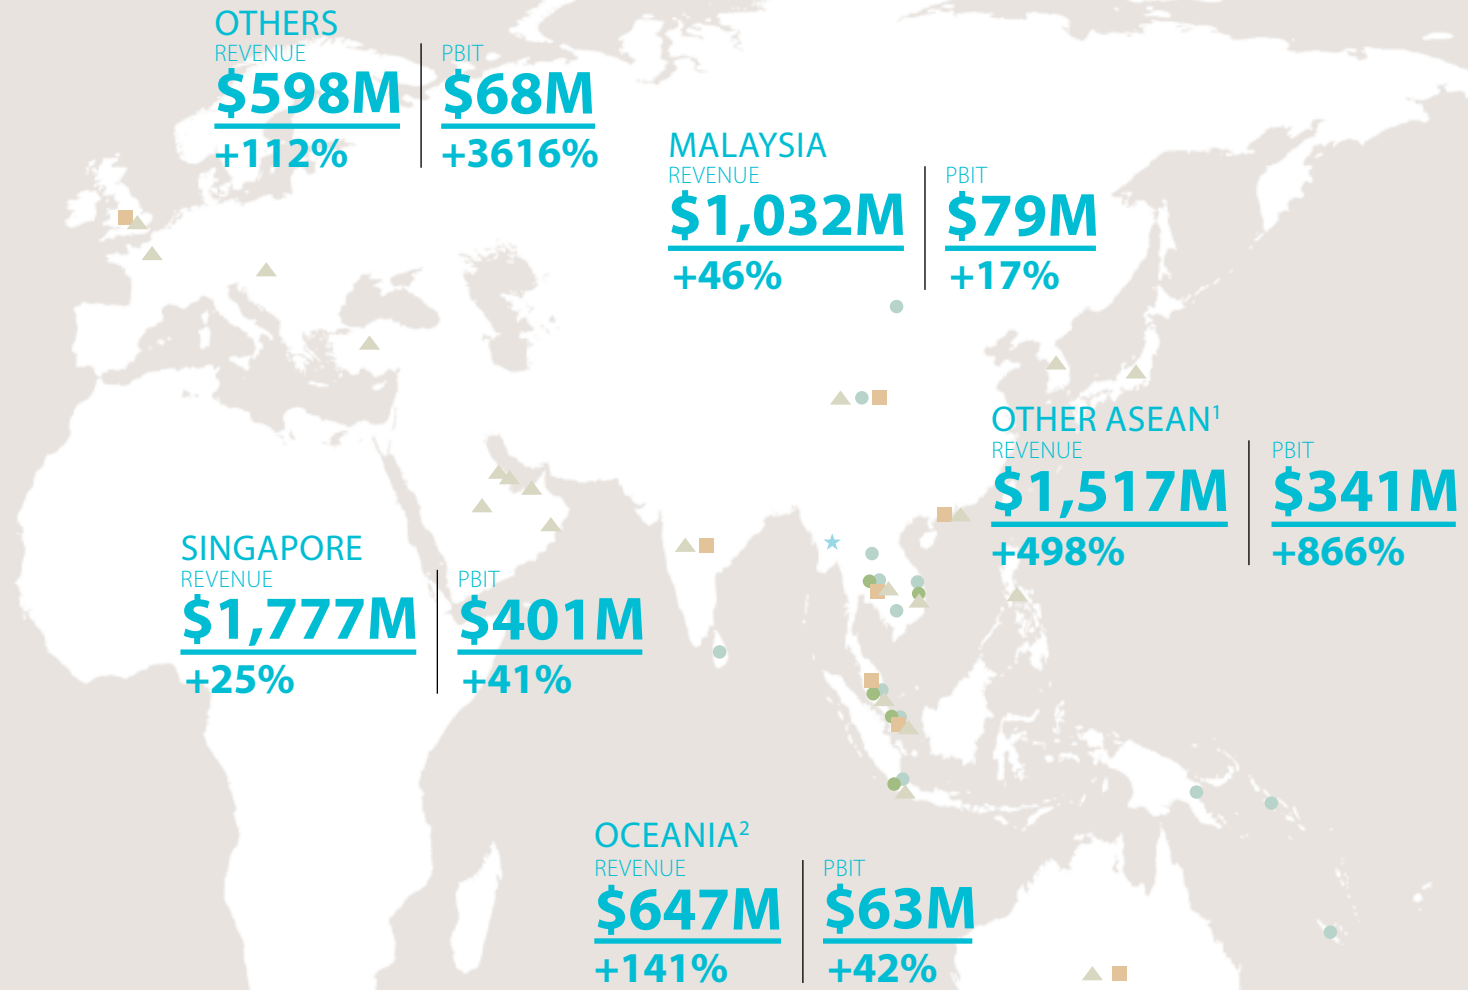 OTHERS
REVENUE
$598M
+112%
PBIT
$68M
+3616%
MALAYSIA
REVENUE
$1,032M
+46%
PBIT
$79M
+17%
OTHER ASEAN¹
REVENUE
$1,517M
+498%
PBIT
$341M
+866%
SINGAPORE
REVENUE
$1,777M
+25%
PBIT
$401M
+41%
OCEANIA²
REVENUE
$647M
+141%
PBIT
$63M
+42%